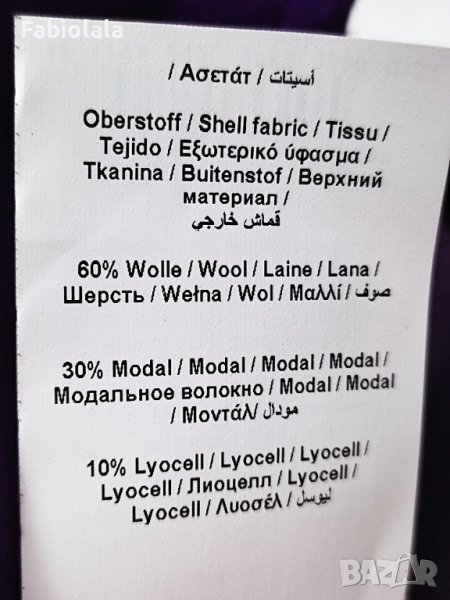 Fabiolala
/ Ασετάτ / أسيتات
Oberstoff / Shell fabric / Tissu /
Tejido / Εξωτερικό ύφασμα /
Tkanina / Buitenstof / Верхний
материал /
قماش خارجي
60% Wolle / Wool / Laine / Lana /
Шерсть / Wełna / Wol / Μαλλί / صوف
30% Modal / Modal / Modal / Modal /
Модальное волокно / Modal / Modal
/ Μοντάλ/ مودال
10% Lyocell / Lyocell / Lyocell /
Lyocell / Лиоцелл / Lyocell /
Lyocell / Λυοσέλ / ليوسل
BAZAR